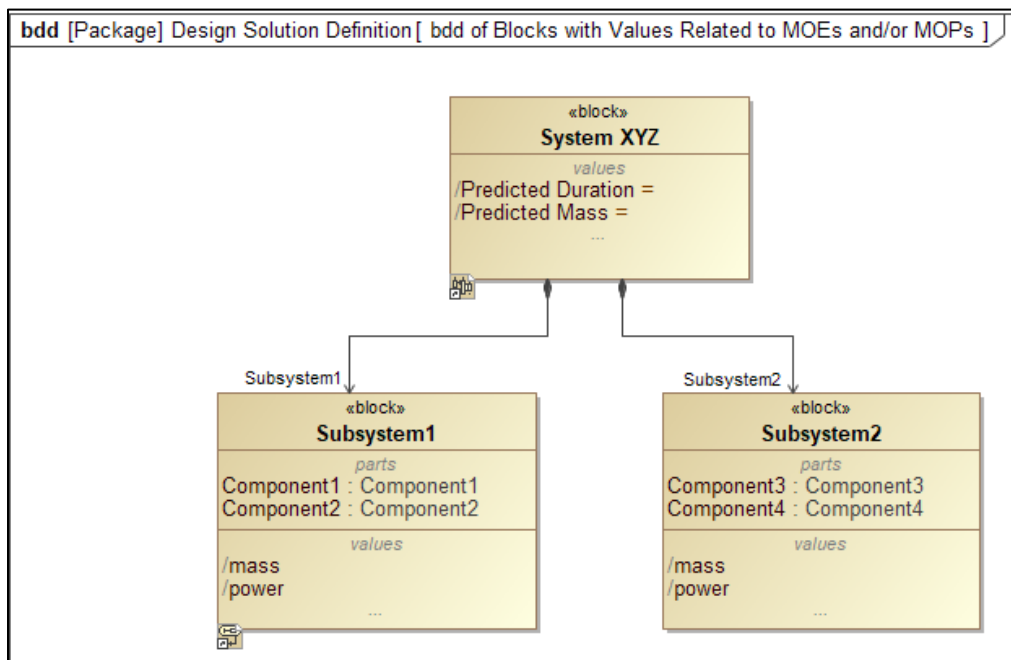 bdd [Package] Design Solution Definition [ bdd of Blocks with Values Related to MOEs and/or MOPs ]
«block»
System XYZ
values
/Predicted Duration =
/Predicted Mass =
...
Subsystem1
«block»
Subsystem1
parts
Component1 : Component1
Component2 : Component2
values
/mass
/power
...
Subsystem2
«block»
Subsystem2
parts
Component3 : Component3
Component4 : Component4
values
/mass
/power
...